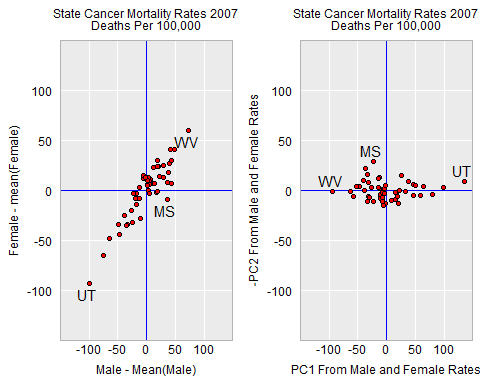 State Cancer Mortality Rates 2007
Deaths Per 100,000
Female - mean(Female)
100
50
0
-50
-100
WV
MS
UT
-100 -50 0 50 100
Male - Mean(Male)
State Cancer Mortality Rates 2007
Deaths Per 100,000
-PC2 From Male and Female Rates
100
50
0
-50
-100
MS
WV
UT
-100 -50 0 50 100
PC1 From Male and Female Rates